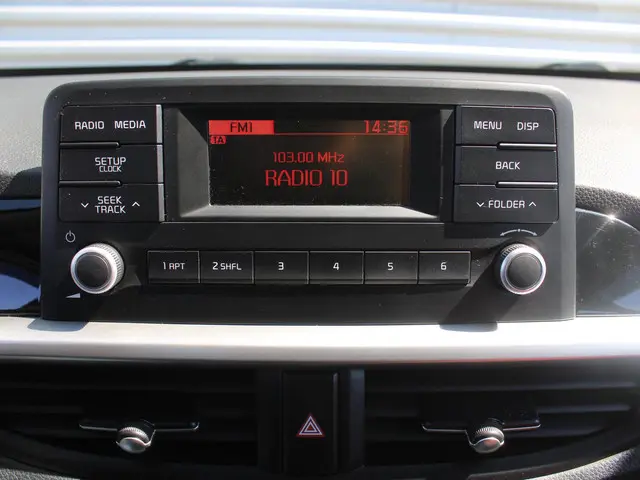 RADIO MEDIA
SETUP
CLOCK
SEEK
TRACK
FM1 14:36
TA
103.00 MHz
RADIO 10
MENU DISP
BACK
FOLDER
1 RPT 2 SHFL 3 4 5 6